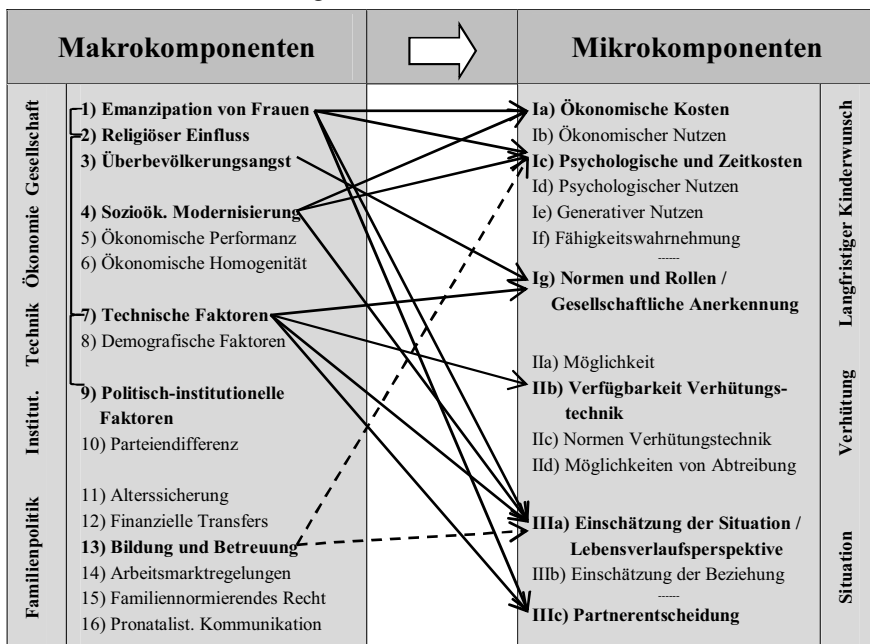 Makrokomponenten
Mikrokomponenten
Gesellschaft
1) Emanzipation von Frauen
2) Religiöser Einfluss
3) Überbevölkerungsangst
Ökonomie
4) Sozioök. Modernisierung
5) Ökonomische Performanz
6) Ökonomische Homogenität
Technik
7) Technische Faktoren
8) Demografische Faktoren
Institut.
9) Politisch-institutionelle
Faktoren
10) Parteiendifferenz
Familienpolitik
11) Alterssicherung
12) Finanzielle Transfers
13) Bildung und Betreuung
14) Arbeitsmarktregelungen
15) Familiennormierendes Recht
16) Pronatalist. Kommunikation
Ia) Ökonomische Kosten
Ib) Ökonomischer Nutzen
Ic) Psychologische und Zeitkosten
Id) Psychologischer Nutzen
Ie) Generativer Nutzen
If) Fähigkeitswahrnehmung
------
Ig) Normen und Rollen /
Gesellschaftliche Anerkennung
Langfristiger Kinderwunsch
IIa) Möglichkeit
IIb) Verfügbarkeit Verhütungs-
technik
IIc) Normen Verhütungstechnik
IId) Möglichkeiten von Abtreibung
Verhütung
IIIa) Einschätzung der Situation /
Lebensverlaufsperspektive
IIIb) Einschätzung der Beziehung
------
IIIc) Partnerentscheidung
Situation